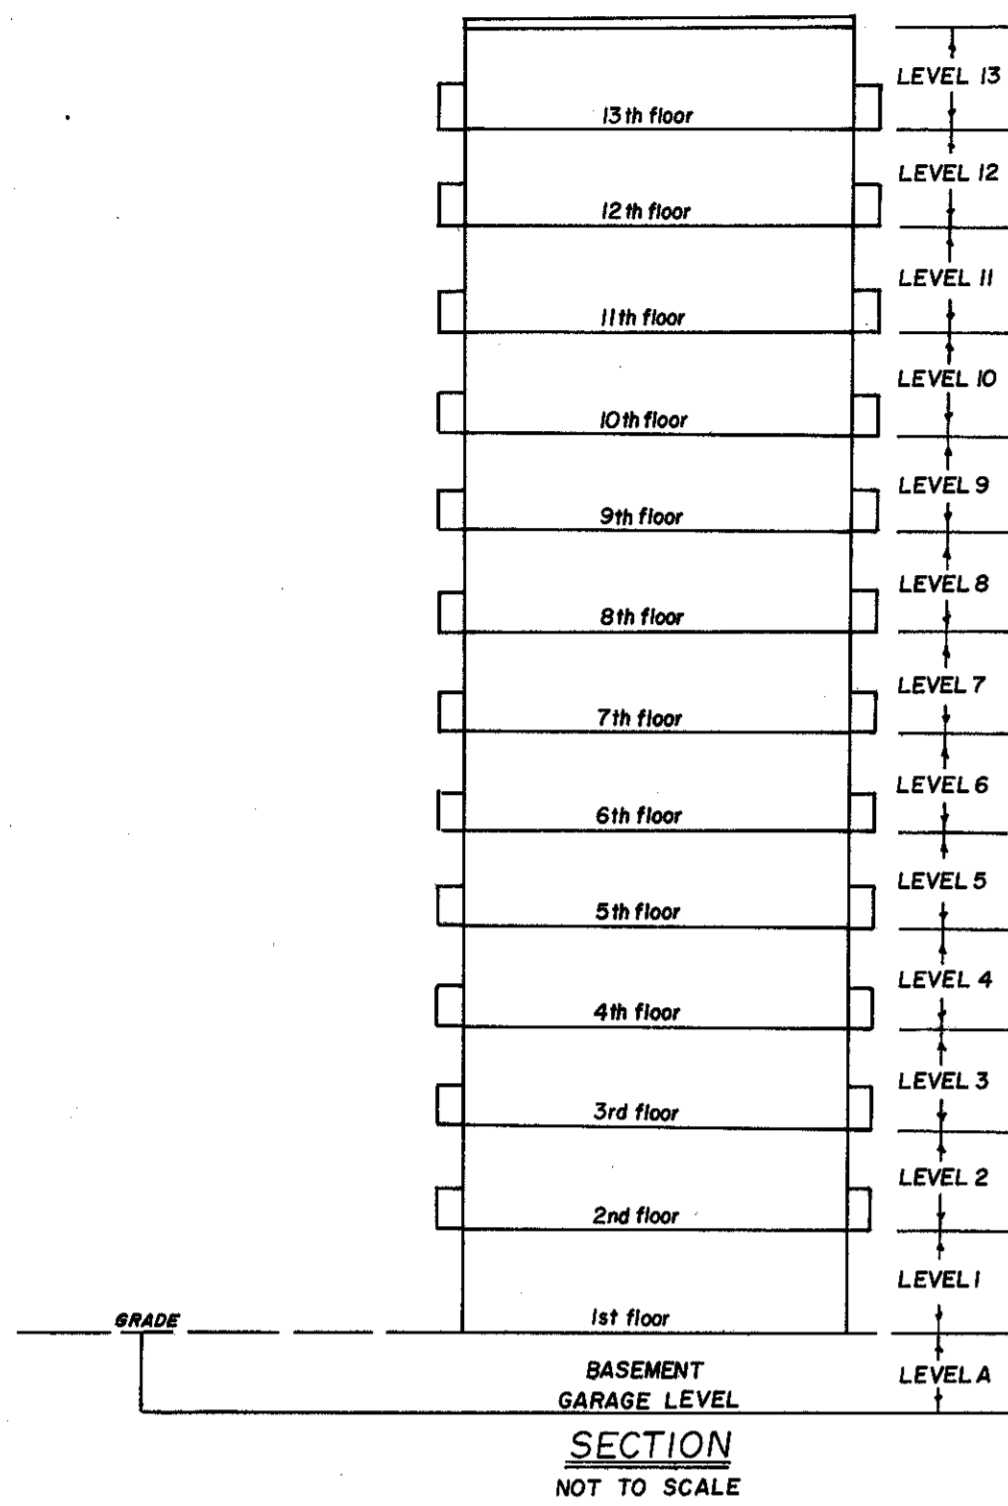 LEVEL 13
13th floor
LEVEL 12
12th floor
LEVEL 11
11th floor
LEVEL 10
10th floor
LEVEL 9
9th floor
LEVEL 8
8th floor
LEVEL 7
7th floor
LEVEL 6
6th floor
LEVEL 5
5th floor
LEVEL 4
4th floor
LEVEL 3
3rd floor
LEVEL 2
2nd floor
LEVEL 1
GRADE
1st floor
BASEMENT
GARAGE LEVEL
LEVEL A
SECTION
NOT TO SCALE